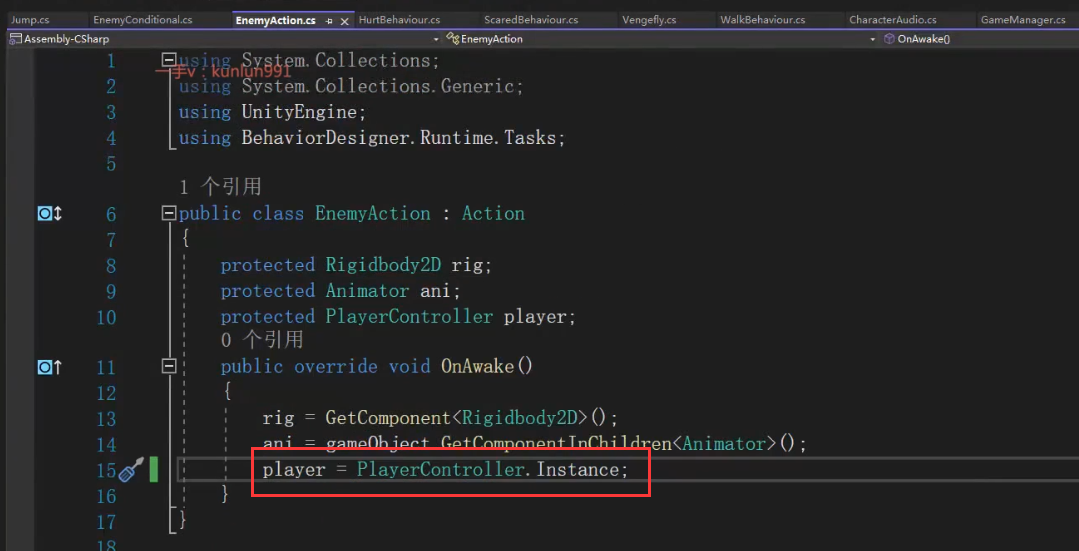 Jump.cs EnemyConditional.cs EnemyAction.cs HurtBehaviour.cs ScaredBehaviour.cs Vengefly.cs WalkBehaviour.cs CharacterAudio.cs GameManager.cs
Assembly-CSharp EnemyAction OnAwake()
1 using System.Collections;
一手v：kunlun991
2 using System.Collections.Generic;
3 using UnityEngine;
4 using BehaviorDesigner.Runtime.Tasks;
5
1 个引用
6 public class EnemyAction : Action
7 {
8 protected Rigidbody2D rig;
9 protected Animator ani;
10 protected PlayerController player;
0 个引用
11 public override void OnAwake()
12 {
13 rig = GetComponent<Rigidbody2D>();
14 ani = gameObject.GetComponentInChildren<Animator>();
15 player = PlayerController.Instance;
16 }
17 }
18